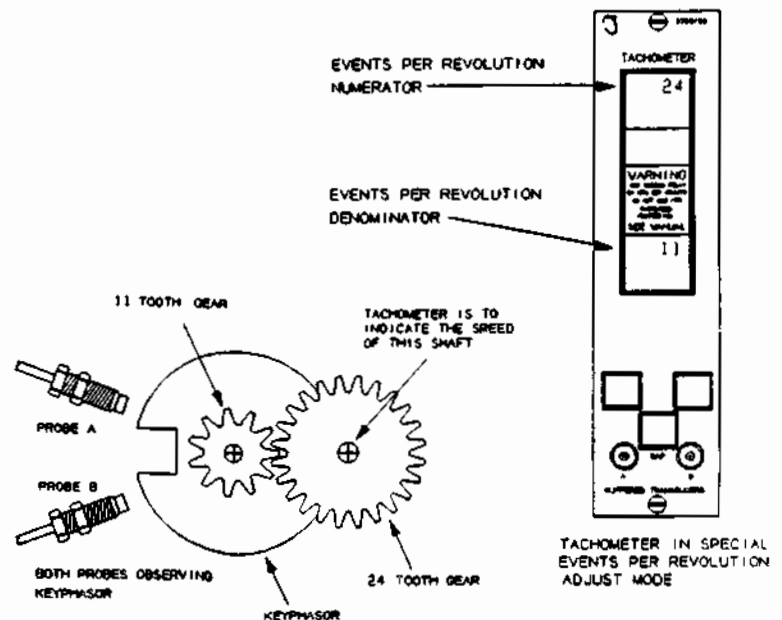 EVENTS PER REVOLUTION
NUMERATOR
EVENTS PER REVOLUTION
DENOMINATOR
TACHOMETER
24
WARNING
SEE MANUAL
11
11 TOOTH GEAR
TACHOMETER IS TO
INDICATE THE SPEED
OF THIS SHAFT
PROBE A
PROBE B
BOTH PROBES OBSERVING
KEYPHASOR
KEYPHASOR
24 TOOTH GEAR
GAP
A
B
BUFFERED TRANSDUCERS
TACHOMETER IN SPECIAL
EVENTS PER REVOLUTION
ADJUST MODE